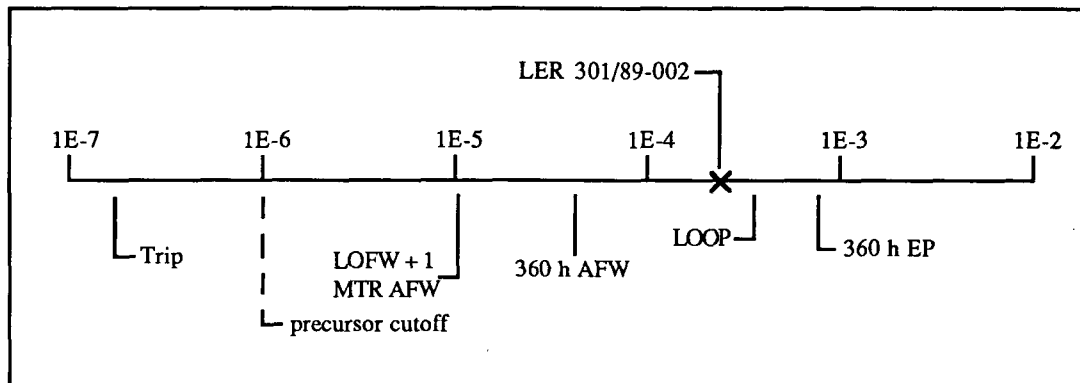 LER 301/89-002
1E-7 1E-6 1E-5 1E-4 1E-3 1E-2
Trip
LOFW + 1
MTR AFW
360 h AFW
LOOP
360 h EP
precursor cutoff